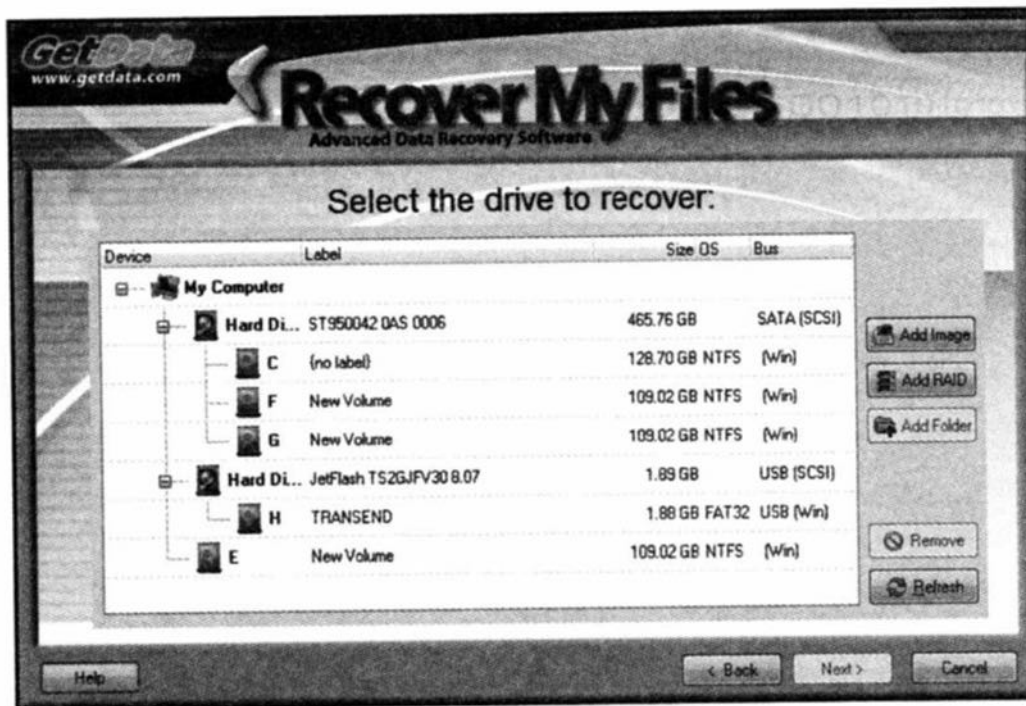 GetData
www.getdata.com
Recover My Files
Advanced Data Recovery Software
Select the drive to recover:
Device Label Size OS Bus
My Computer
Hard Di... ST950042 0AS 0006 465.76 GB SATA (SCSI)
C (no label) 128.70 GB NTFS (Win)
F New Volume 109.02 GB NTFS (Win)
G New Volume 109.02 GB NTFS (Win)
Hard Di... JetFlash TS2GJFV30 8.07 1.89 GB USB (SCSI)
H TRANSEND 1.88 GB FAT32 USB (Win)
E New Volume 109.02 GB NTFS (Win)
Add Image
Add RAID
Add Folder
Remove
Refresh
Help < Back Next > Cancel